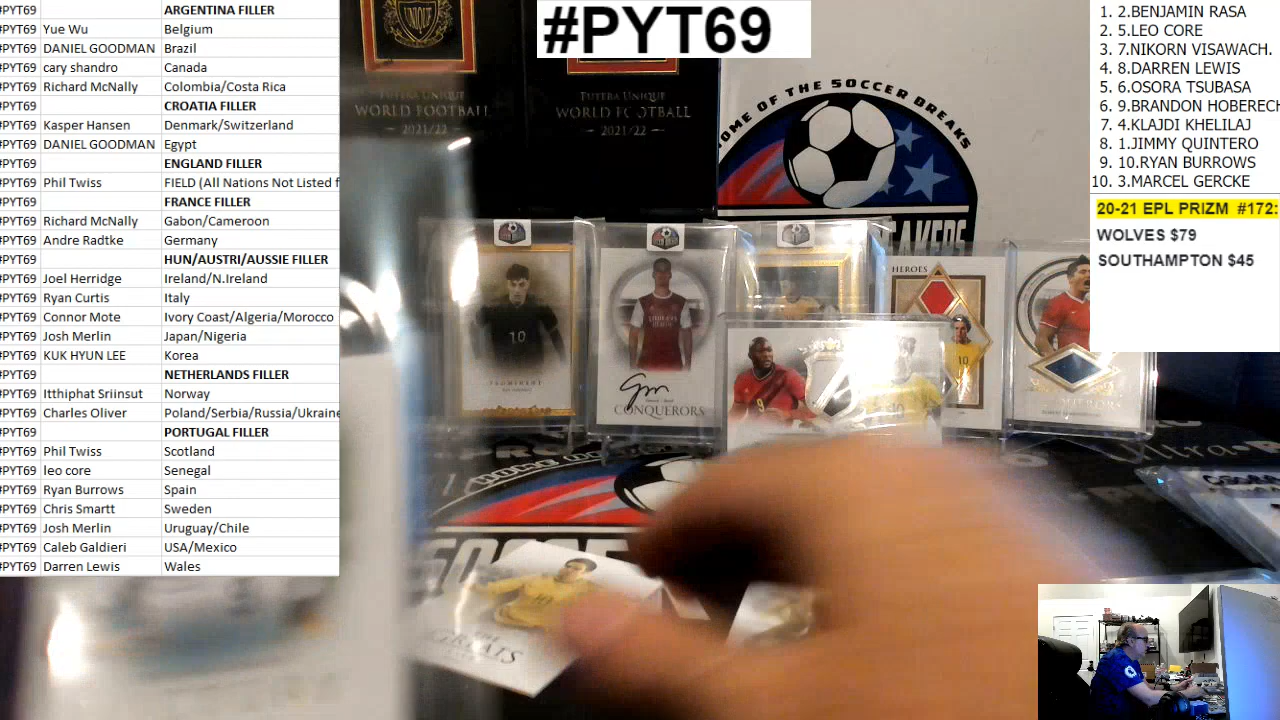 #PYT69 ARGENTINA FILLER
#PYT69 Yue Wu Belgium
#PYT69 DANIEL GOODMAN Brazil
#PYT69 cary shandro Canada
#PYT69 Richard McNally Colombia/Costa Rica
#PYT69 CROATIA FILLER
#PYT69 Kasper Hansen Denmark/Switzerland
#PYT69 DANIEL GOODMAN Egypt
#PYT69 ENGLAND FILLER
#PYT69 Phil Twiss FIELD (All Nations Not Listed f
#PYT69 FRANCE FILLER
#PYT69 Richard McNally Gabon/Cameroon
#PYT69 Andre Radtke Germany
#PYT69 HUN/AUSTRI/AUSSIE FILLER
#PYT69 Joel Herridge Ireland/N.Ireland
#PYT69 Ryan Curtis Italy
#PYT69 Connor Mote Ivory Coast/Algeria/Morocco
#PYT69 Josh Merlin Japan/Nigeria
#PYT69 KUK HYUN LEE Korea
#PYT69 NETHERLANDS FILLER
#PYT69 Itthiphat Sriinsut Norway
#PYT69 Charles Oliver Poland/Serbia/Russia/Ukraine
#PYT69 PORTUGAL FILLER
#PYT69 Phil Twiss Scotland
#PYT69 leo core Senegal
#PYT69 Ryan Burrows Spain
#PYT69 Chris Smartt Sweden
#PYT69 Josh Merlin Uruguay/Chile
#PYT69 Caleb Galdieri USA/Mexico
#PYT69 Darren Lewis Wales
#PYT69
UNIQUE
FUTERA UNIQUE
WORLD FOOTBALL
2021/22
FUTERA UNIQUE
WORLD FOOTBALL
2021/22
HOME OF THE SOCCER BREAKS
1. 2.BENJAMIN RASA
2. 5.LEO CORE
3. 7.NIKORN VISAWACH.
4. 8.DARREN LEWIS
5. 6.OSORA TSUBASA
6. 9.BRANDON HOBERECH
7. 4.KLAJDI KHELILAJ
8. 1.JIMMY QUINTERO
9. 10.RYAN BURROWS
10. 3.MARCEL GERCKE
20-21 EPL PRIZM #172:
WOLVES $79
SOUTHAMPTON $45
10
PROMINENT
CONQUERORS
9
HEROES
10